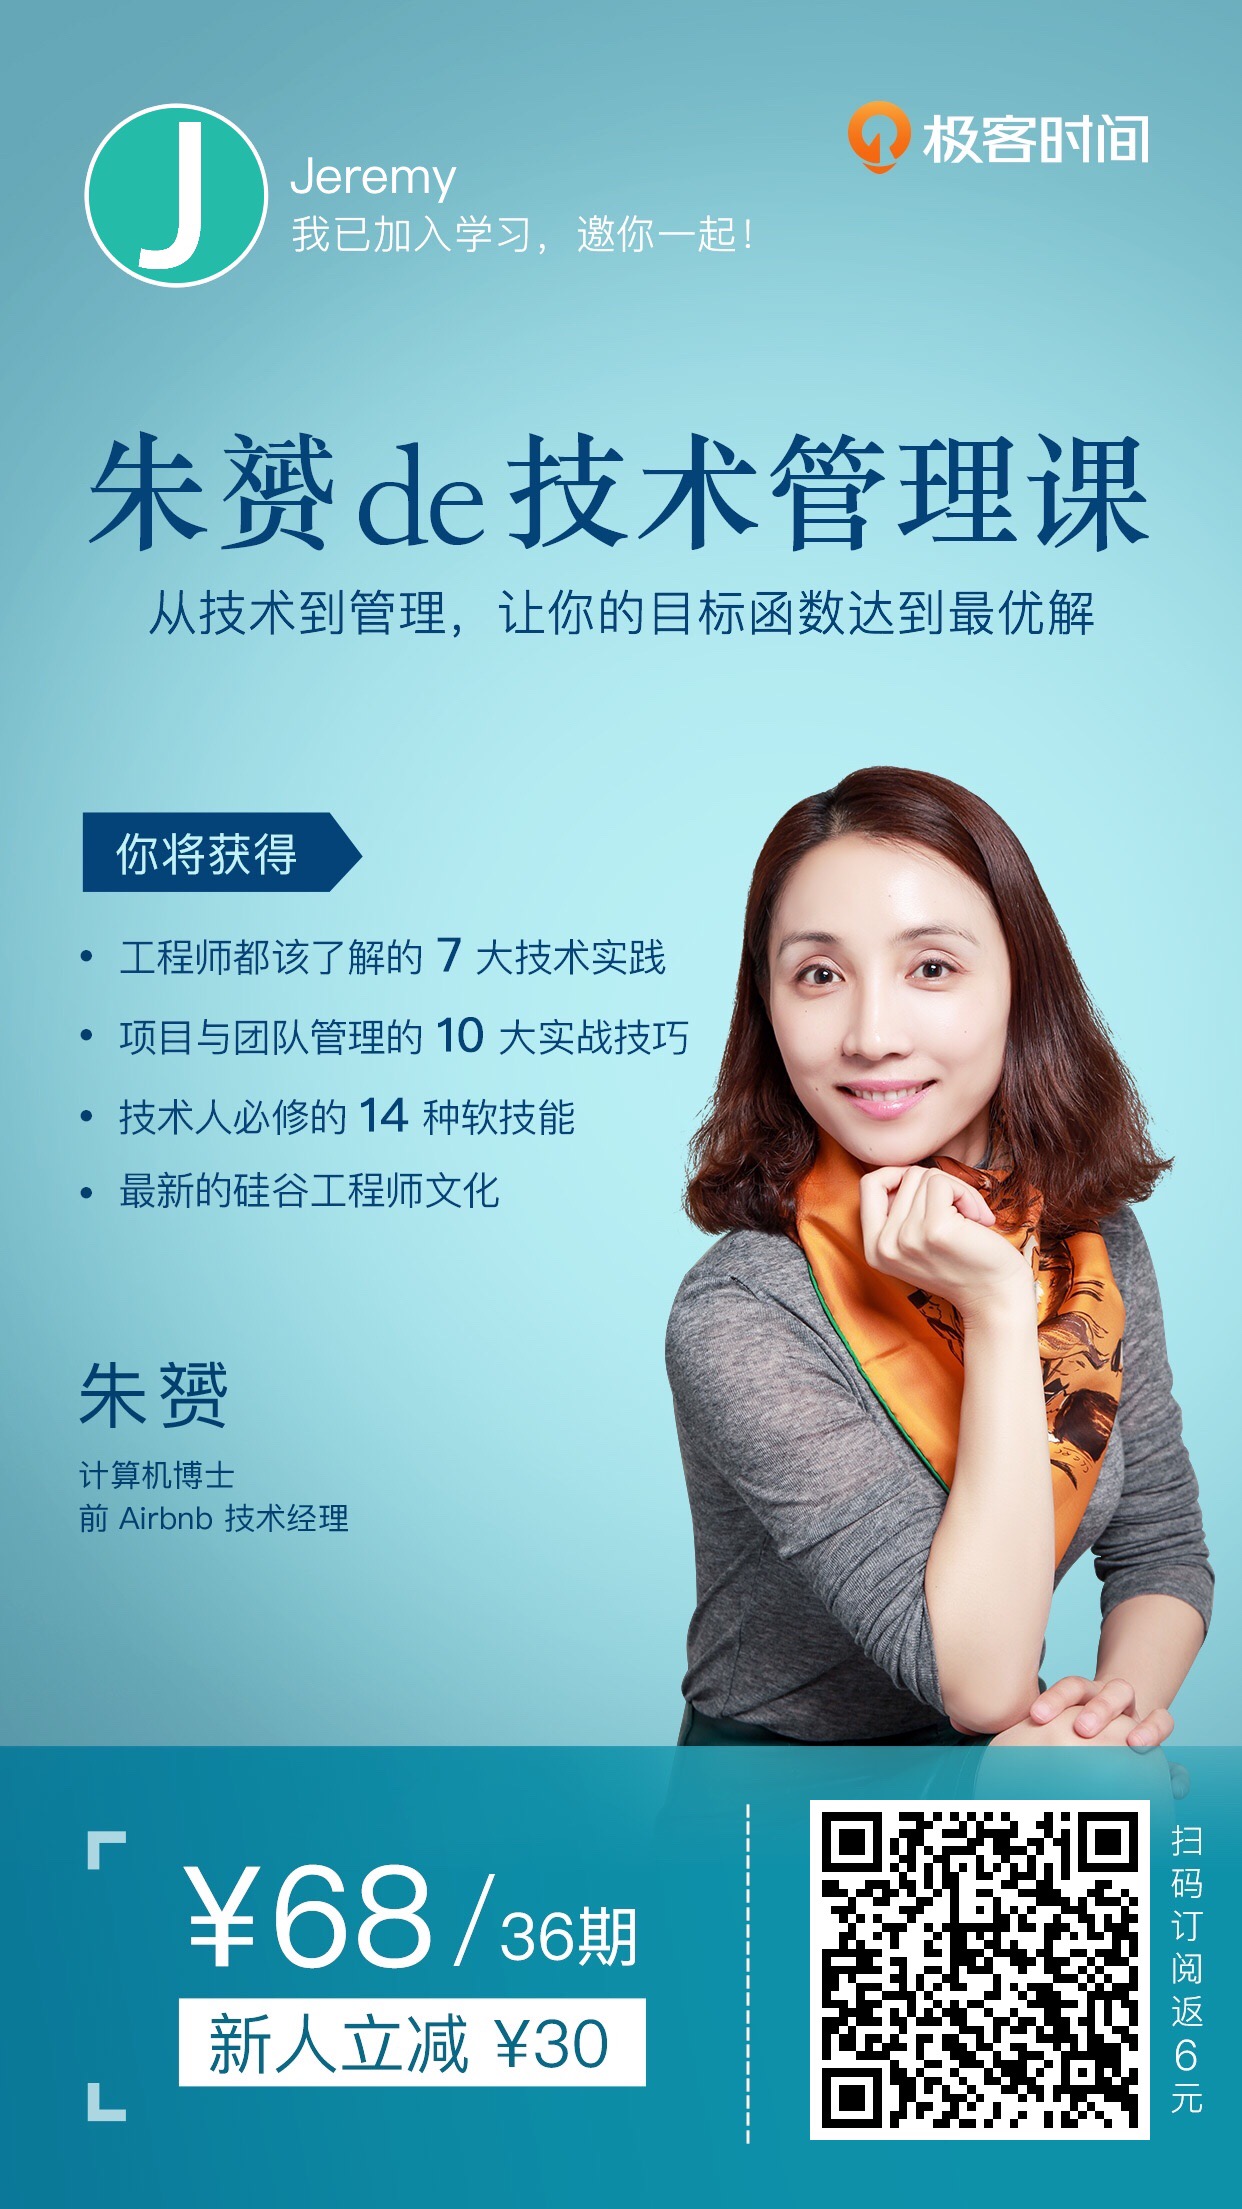 J
Jeremy
极客时间
我已加入学习，邀你一起！
朱赟de技术管理课
从技术到管理，让你的目标函数达到最优解
你将获得
• 工程师都该了解的 7 大技术实践
• 项目与团队管理的 10 大实战技巧
• 技术人必修的 14 种软技能
• 最新的硅谷工程师文化
朱赟
计算机博士
前 Airbnb 技术经理
¥68/36期
新人立减 ¥30
扫码订阅返6元